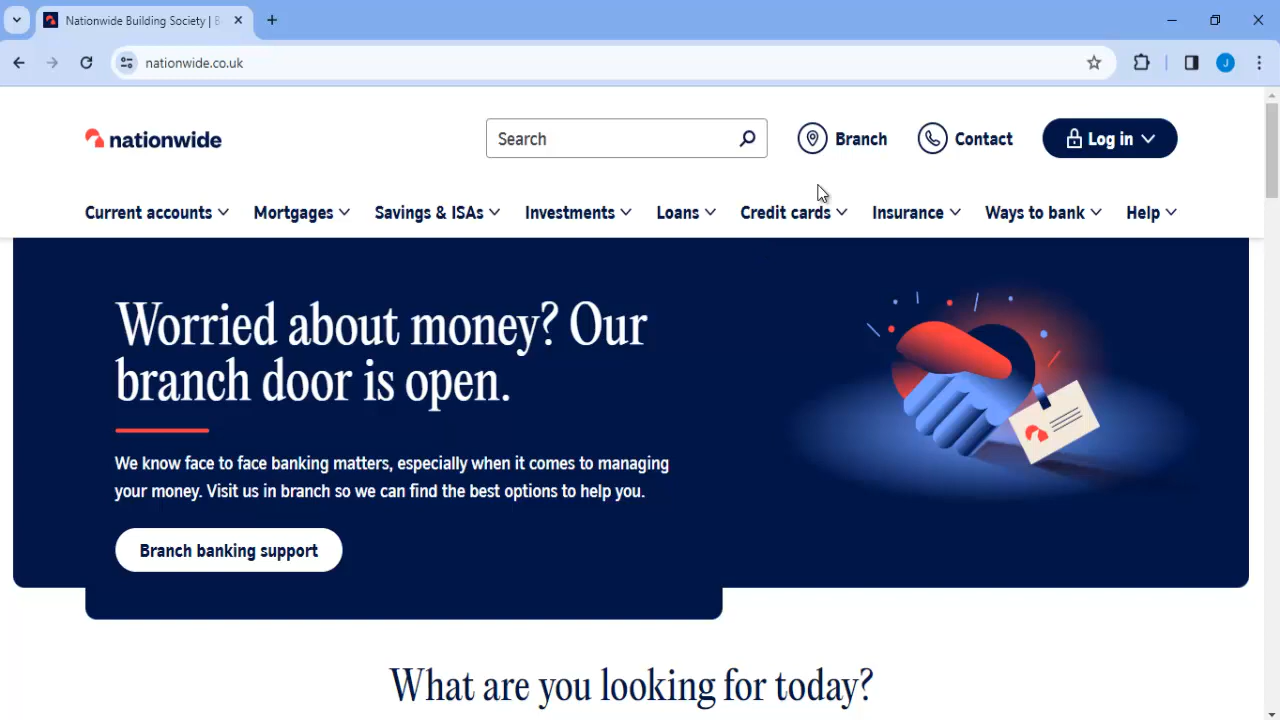 Nationwide Building Society | B
nationwide.co.uk
J
nationwide
Search
Branch
Contact
Log in
Current accounts
Mortgages
Savings & ISAs
Investments
Loans
Credit cards
Insurance
Ways to bank
Help
Worried about money? Our
branch door is open.
We know face to face banking matters, especially when it comes to managing
your money. Visit us in branch so we can find the best options to help you.
Branch banking support
What are you looking for today?